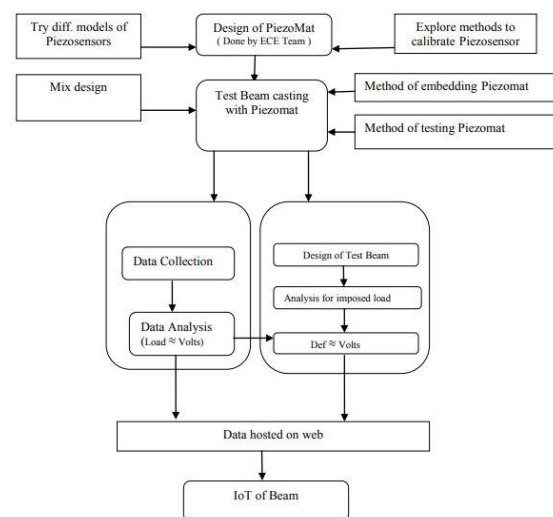 Try diff. models of
Piezosensors
Design of PiezoMat
( Done by ECE Team )
Explore methods to
calibrate Piezosensor
Mix design
Test Beam casting
with Piezomat
Method of embedding Piezomat
Method of testing Piezomat
Data Collection
Data Analysis
(Load ≈ Volts)
Design of Test Beam
Analysis for imposed load
Def ≈ Volts
Data hosted on web
IoT of Beam